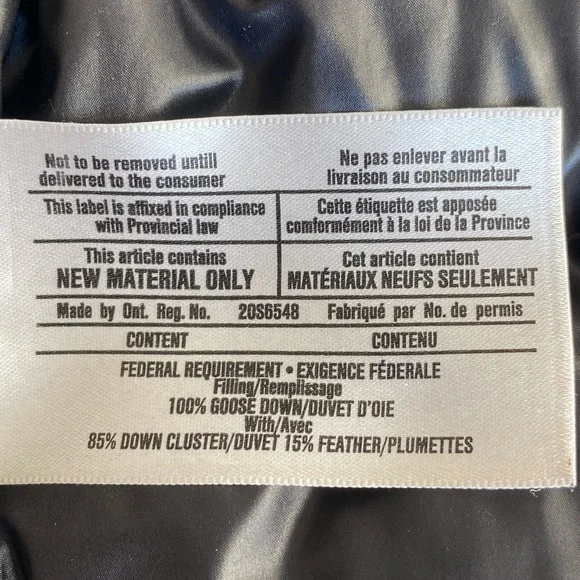 Not to be removed untill
delivered to the consumer
Ne pas enlever avant la
livraison au consommateur
This label is affixed in compliance
with Provincial law
Cette étiquette est apposée
comformément à la loi de la Province
This article contains
NEW MATERIAL ONLY
Cet article contient
MATÉRIAUX NEUFS SEULEMENT
Made by Ont. Reg. No. 20S6548 Fabriqué par No. de permis
CONTENT CONTENU
FEDERAL REQUIREMENT • EXIGENCE FÉDERALE
Filling/Remplissage
100% GOOSE DOWN/DUVET D'OIE
With/Avec
85% DOWN CLUSTER/DUVET 15% FEATHER/PLUMETTES